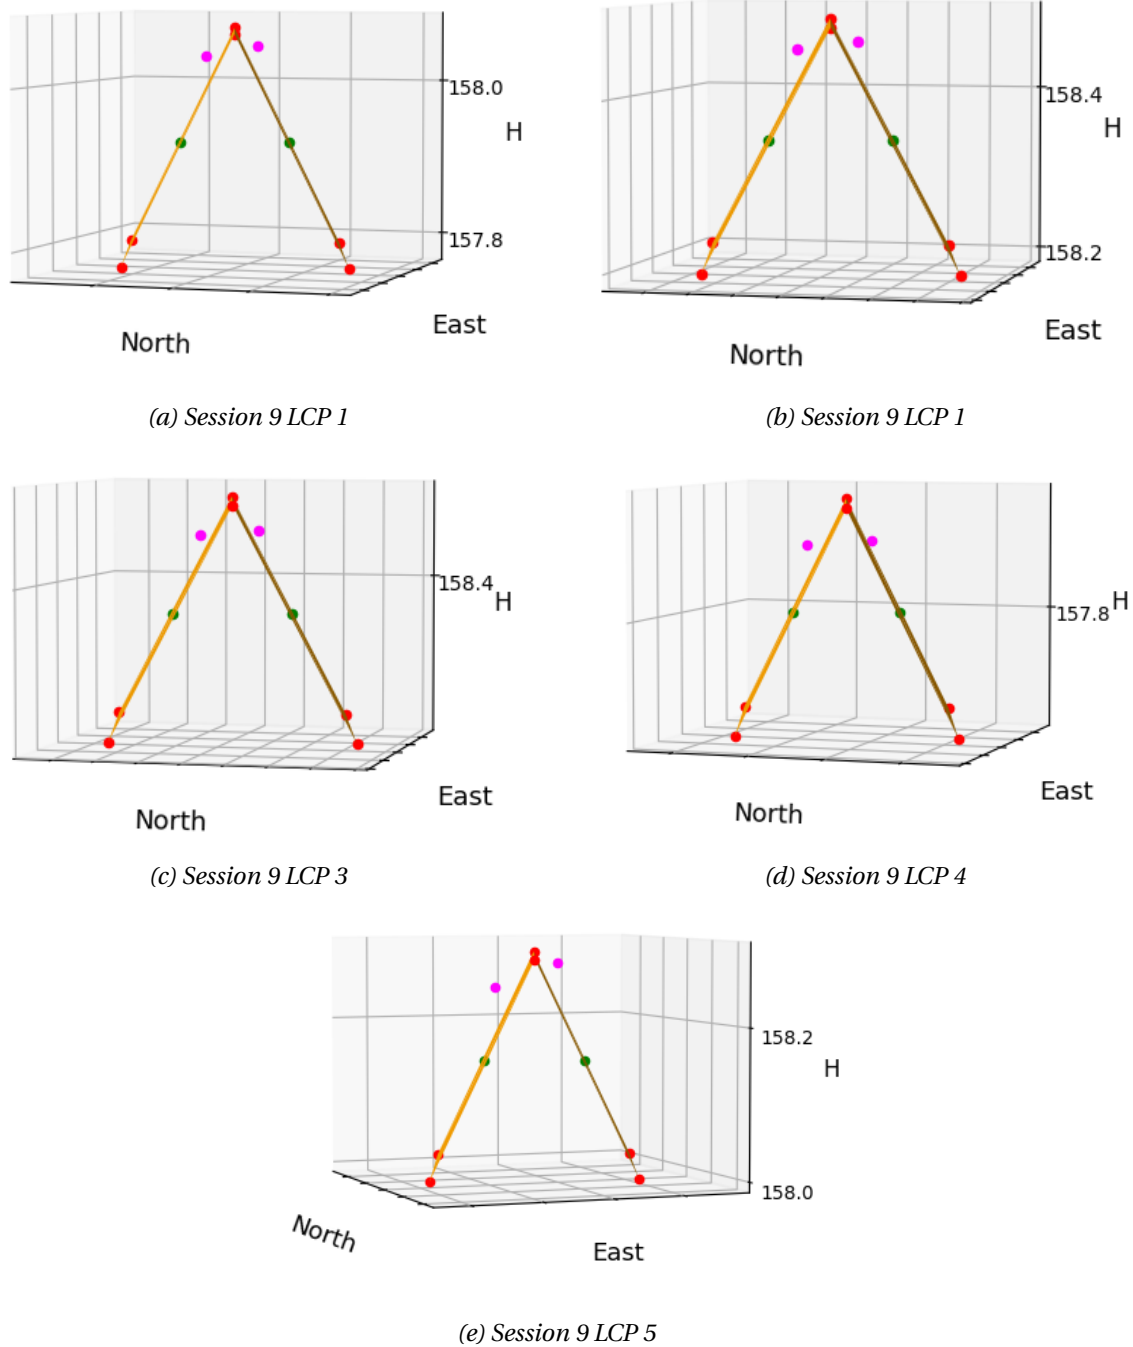 158.0
H
157.8
East
North
(a) Session 9 LCP 1
158.4
H
158.2
East
North
(b) Session 9 LCP 1
158.4
H
East
North
(c) Session 9 LCP 3
157.8
H
East
North
(d) Session 9 LCP 4
158.2
H
158.0
North
East
(e) Session 9 LCP 5